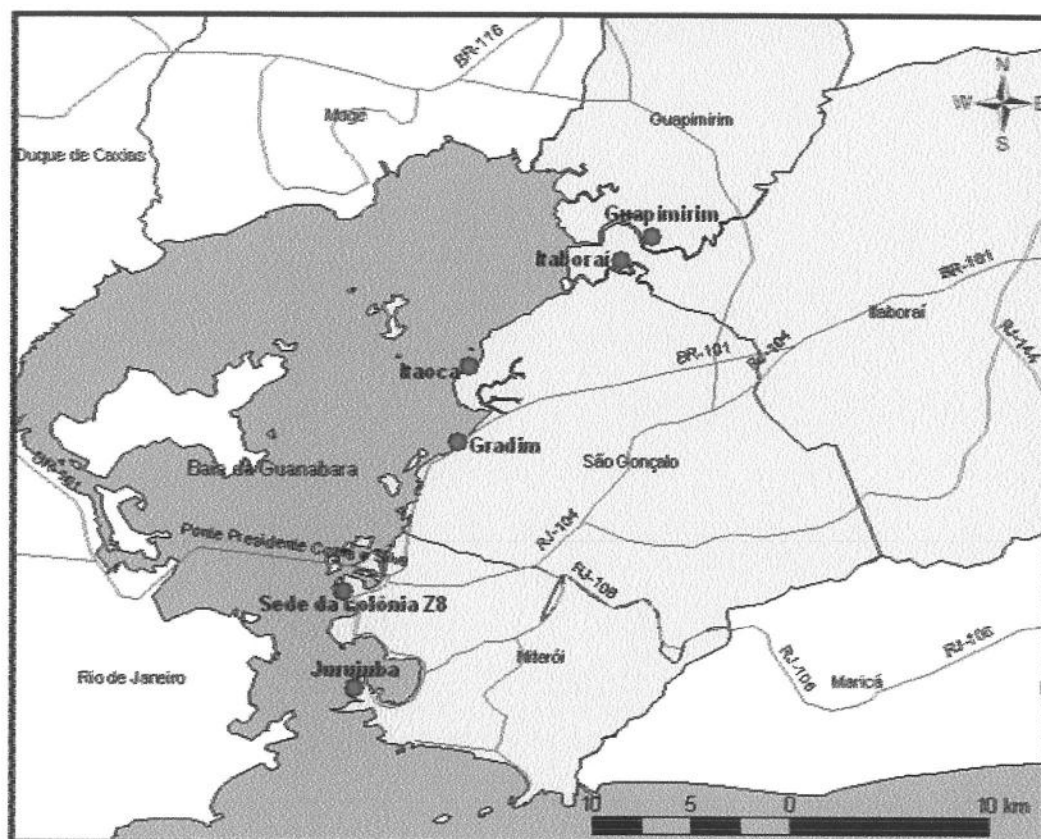 BR-116
N
Magé
Guapimirim
W
E
S
Duque de Caxias
Guapimirim
Itaboraí
BR-101
Itaboraí
BR-101
RJ-104
RJ-144
Itaoca
Gradim
São Gonçalo
Baía da Guanabara
Ponte Presidente Costa e Silva
RJ-104
RJ-108
Sede da Colônia Z8
Niterói
Jurujuba
Rio de Janeiro
RJ-106
Maricá
RJ-106
10 5 0 10 km